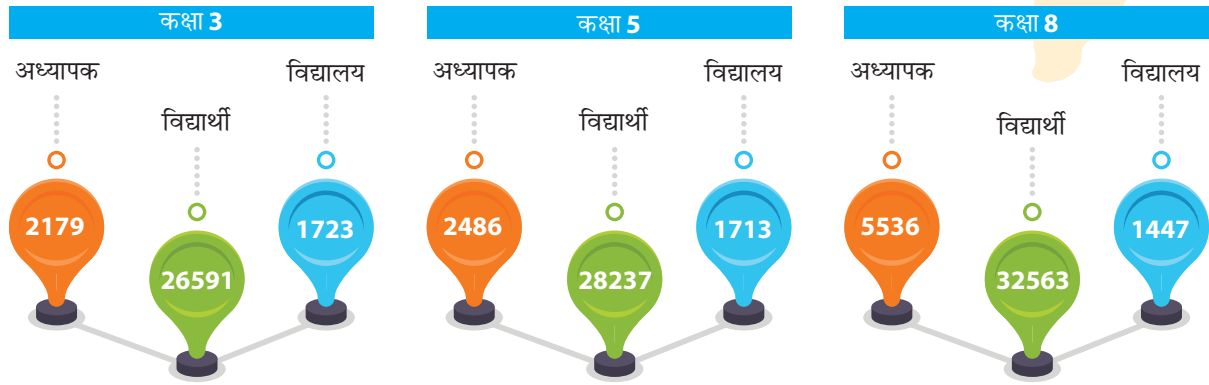 कक्षा 3
अध्यापक
विद्यार्थी
विद्यालय
2179
26591
1723
कक्षा 5
अध्यापक
विद्यार्थी
विद्यालय
2486
28237
1713
कक्षा 8
अध्यापक
विद्यार्थी
विद्यालय
5536
32563
1447